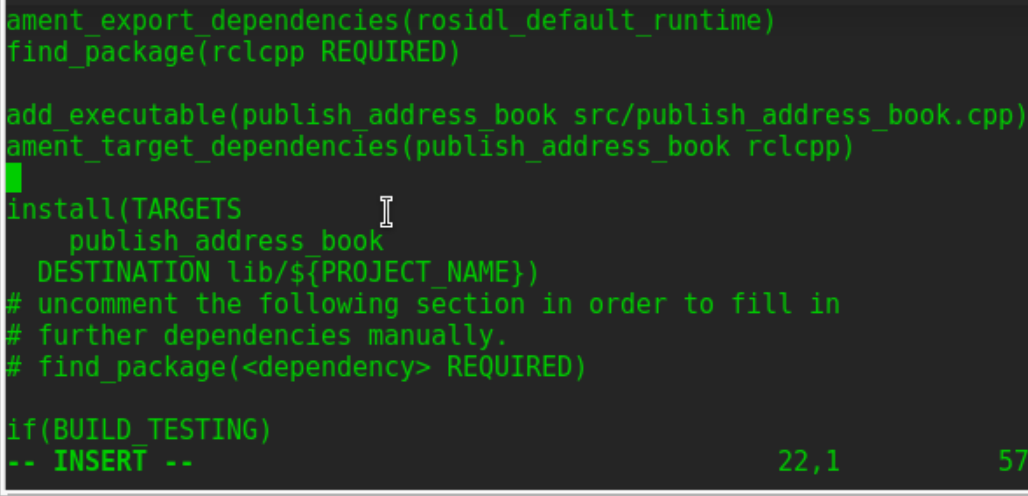 ament_export_dependencies(rosidl_default_runtime)
find_package(rclcpp REQUIRED)
add_executable(publish_address_book src/publish_address_book.cpp)
ament_target_dependencies(publish_address_book rclcpp)
install(TARGETS
    publish_address_book
  DESTINATION lib/${PROJECT_NAME})
# uncomment the following section in order to fill in
# further dependencies manually.
# find_package(<dependency> REQUIRED)
if(BUILD_TESTING)
-- INSERT -- 22,1 57